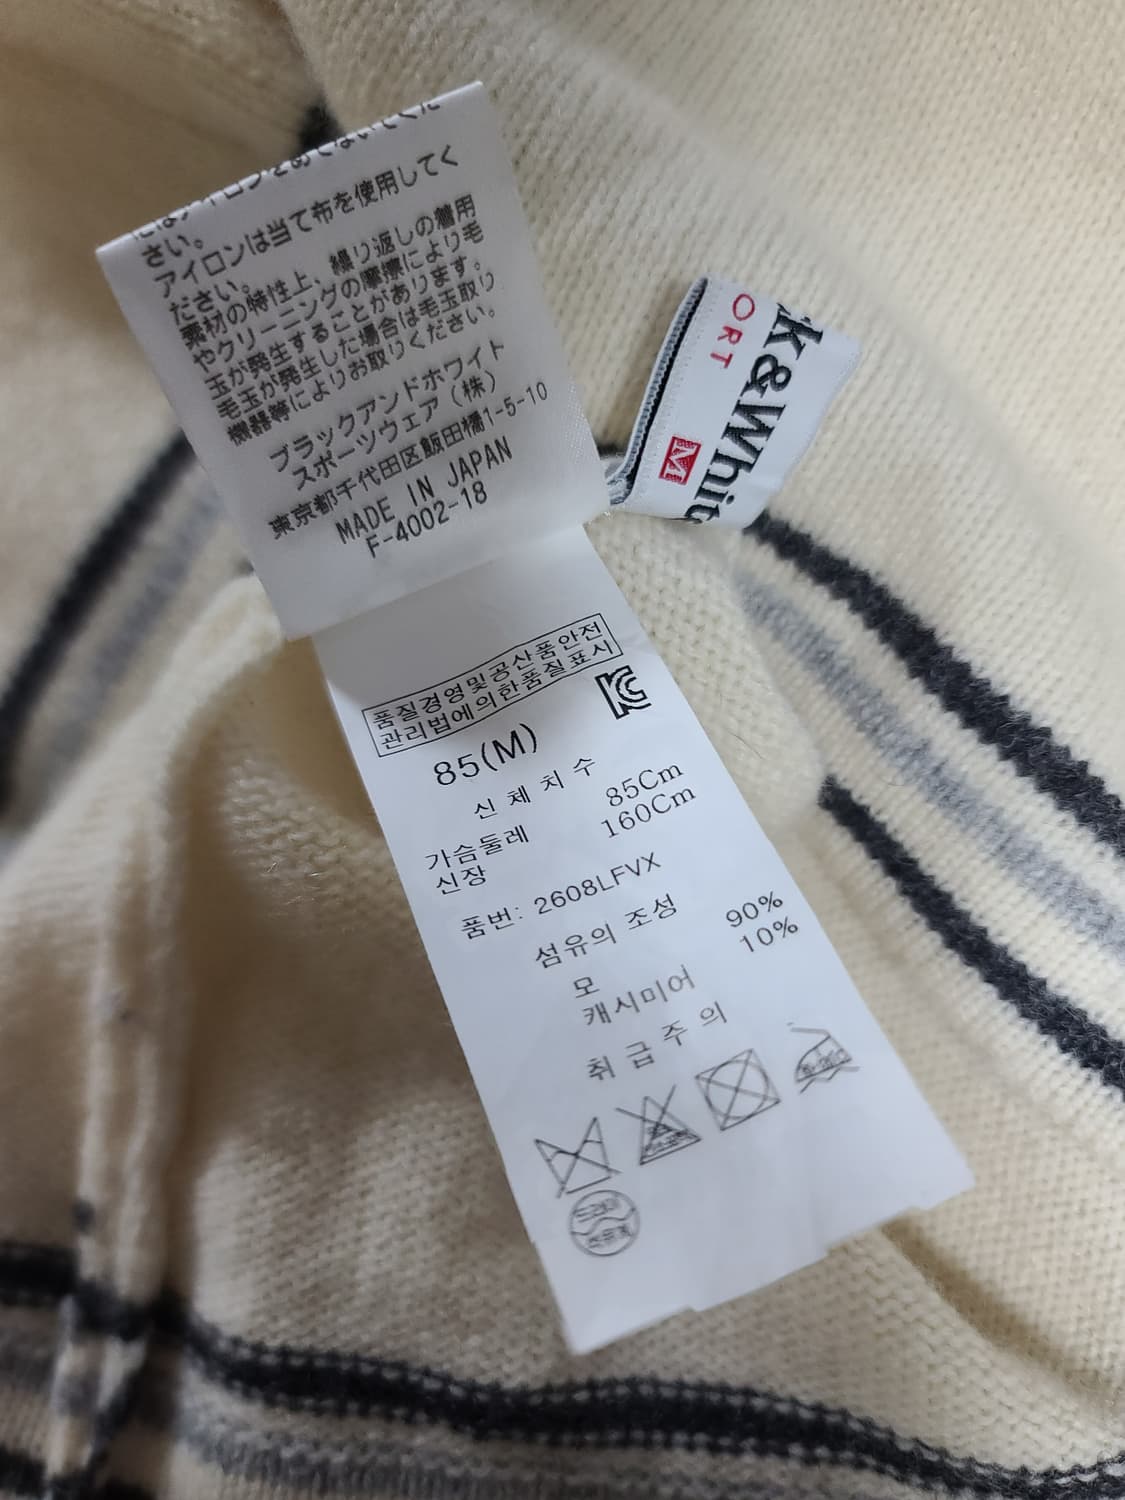 さい。
アイロンは当て布を使用してく
ださい。
素材の特性上、繰り返しの着用
やクリーニングの摩擦により毛
玉が発生することがあります。
毛玉が発生した場合は毛玉取り
機器等によりお取りください。
ブラックアンドホワイト
スポーツウェア（株）
東京都千代田区飯田橋1-5-10
MADE IN JAPAN
F-4002-18
ORT
k&Whit
M
품질경영및공산품안전
관리법에의한품질표시
85(M)
신 체 치 수
가슴둘레 85Cm
신장 160Cm
품번: 2608LFVX
섬유의 조성
모 90%
캐시미어 10%
취 급 주 의
드라이
석유계